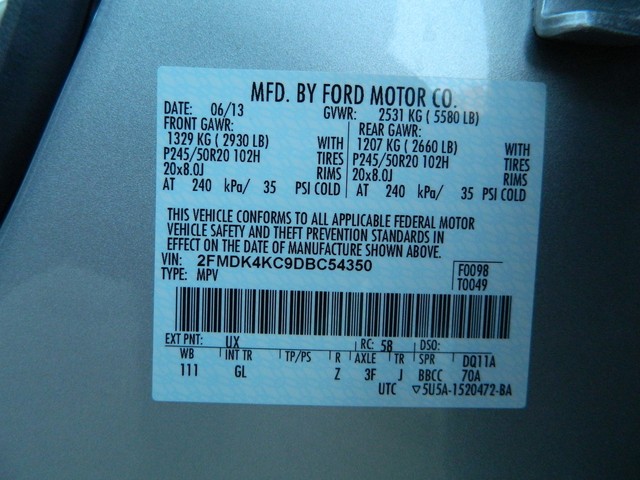 MFD. BY FORD MOTOR CO.
DATE: 06/13 GVWR: 2531 KG ( 5580 LB)
FRONT GAWR: REAR GAWR:
1329 KG ( 2930 LB) WITH 1207 KG ( 2660 LB) WITH
P245/50R20 102H TIRES P245/50R20 102H TIRES
20x8.0J RIMS 20x8.0J RIMS
AT 240 kPa/ 35 PSI COLD AT 240 kPa/ 35 PSI COLD
THIS VEHICLE CONFORMS TO ALL APPLICABLE FEDERAL MOTOR
VEHICLE SAFETY AND THEFT PREVENTION STANDARDS IN
EFFECT ON THE DATE OF MANUFACTURE SHOWN ABOVE.
VIN: 2FMDK4KC9DBC54350 F0098
TYPE: MPV T0049
EXT PNT: UX RC: 58 DSO:
WB INT TR TP/PS R AXLE TR SPR DQ11A
111 GL Z 3F J BBCC 70A
UTC ▽5U5A-1520472-BA